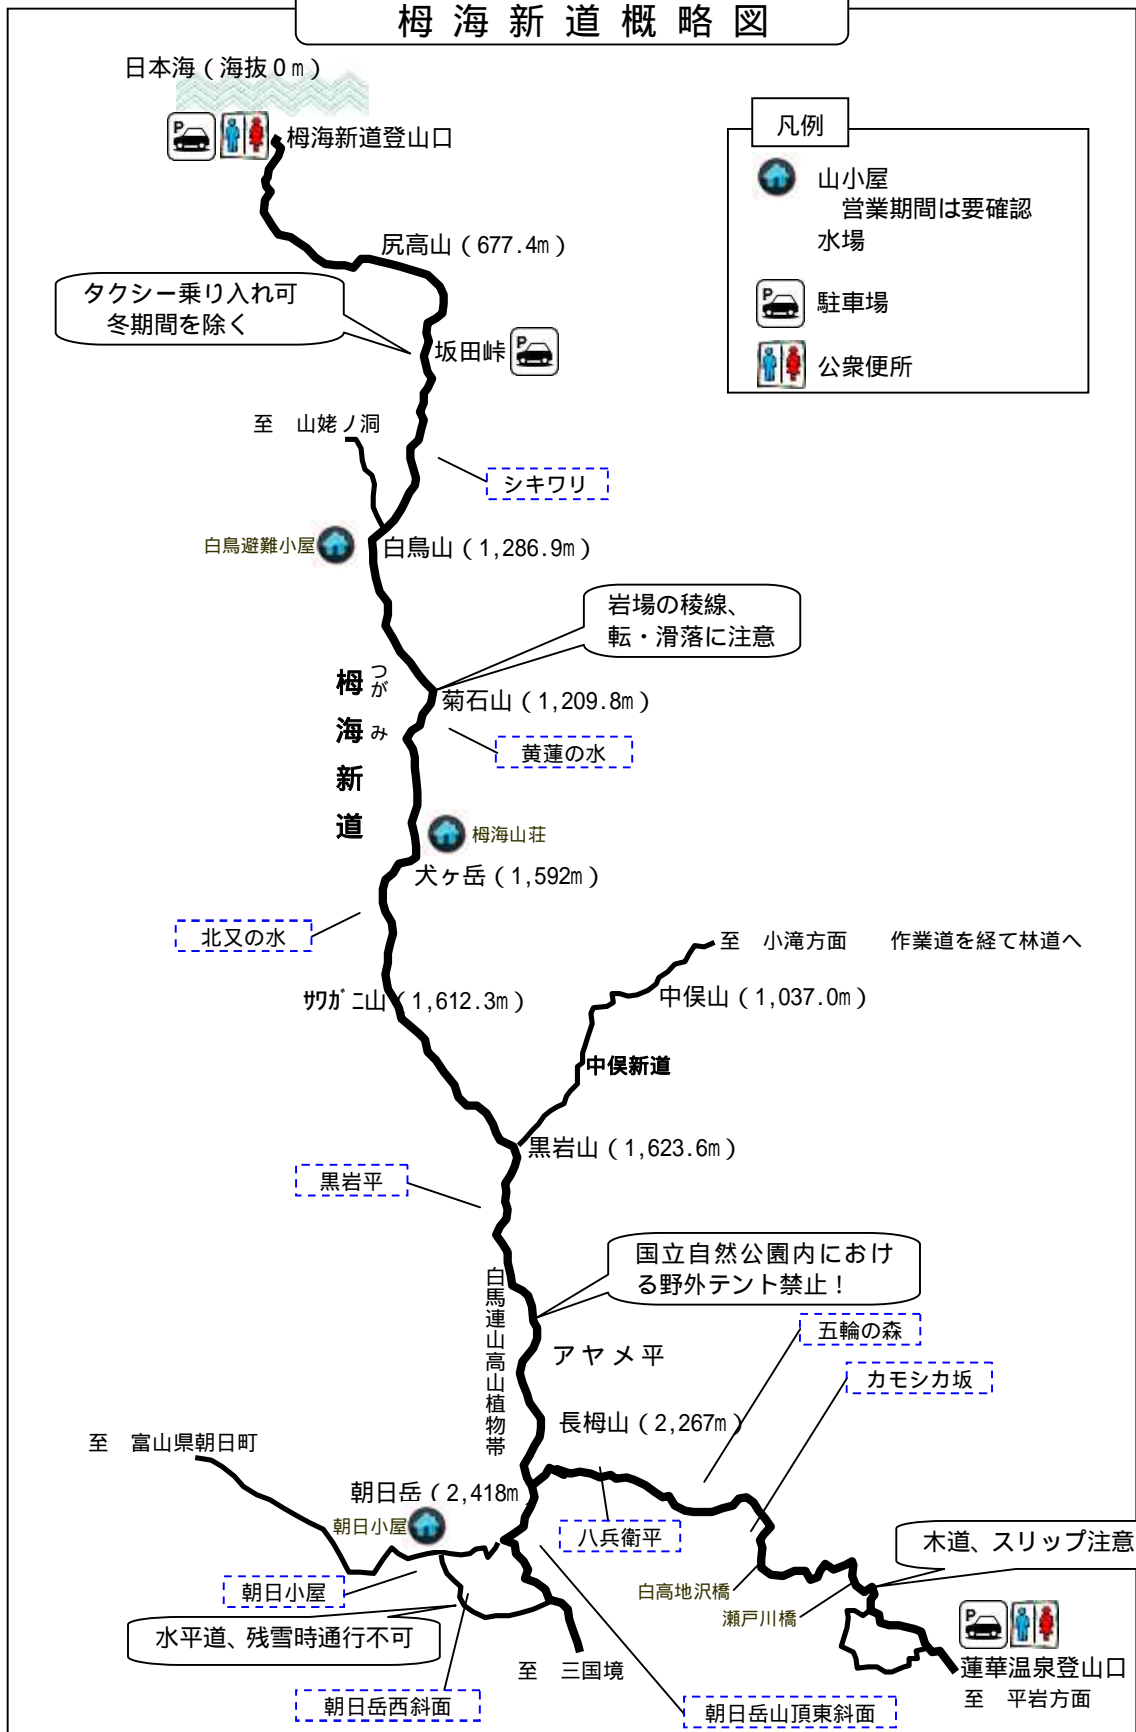 栂海新道概略図
日本海（海抜０ｍ）
栂海新道登山口
凡例
山小屋
営業期間は要確認
水場
駐車場
公衆便所
尻高山（677.4ｍ）
タクシー乗り入れ可
冬期間を除く
坂田峠
至　山姥ノ洞
シキワリ
白鳥避難小屋
白鳥山（1,286.9ｍ）
岩場の稜線、
転・滑落に注意
栂海新道
つがみ
菊石山（1,209.8ｍ）
黄蓮の水
栂海山荘
犬ヶ岳（1,592ｍ）
北又の水
至　小滝方面　作業道を経て林道へ
ｻﾜｶﾞﾆ山（1,612.3ｍ）
中俣山（1,037.0ｍ）
中俣新道
黒岩山（1,623.6ｍ）
黒岩平
国立自然公園内におけ
る野外テント禁止！
白馬連山高山植物帯
五輪の森
アヤメ平
カモシカ坂
長栂山（2,267ｍ）
至　富山県朝日町
朝日岳（2,418ｍ
朝日小屋
八兵衛平
木道、スリップ注意
朝日小屋
白高地沢橋
瀬戸川橋
水平道、残雪時通行不可
至　三国境
蓮華温泉登山口
至　平岩方面
朝日岳西斜面
朝日岳山頂東斜面